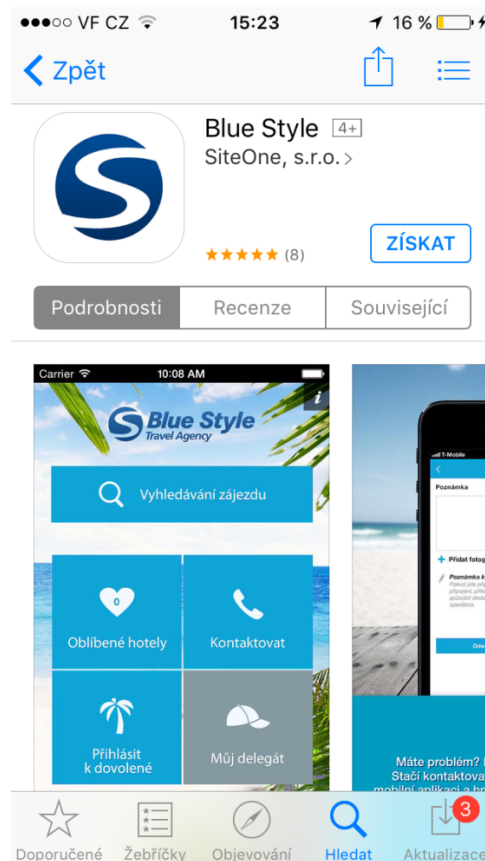 VF CZ 15:23 16 %
Zpět
Blue Style 4+
SiteOne, s.r.o. >
(8)
ZÍSKAT
Podrobnosti Recenze Související
Carrier 10:08 AM
i
Blue Style
Travel Agency
Vyhledávání zájezdu
0
Oblíbené hotely Kontaktovat
Přihlásit
k dovolené
Můj delegát
T-Mobile
Poznámka
Přidat fotog
Poznámka k
Máte problém?
Stačí kontaktova
mobilní aplikaci a
3
Doporučené Žebříčky Objevování Hledat Aktualizace